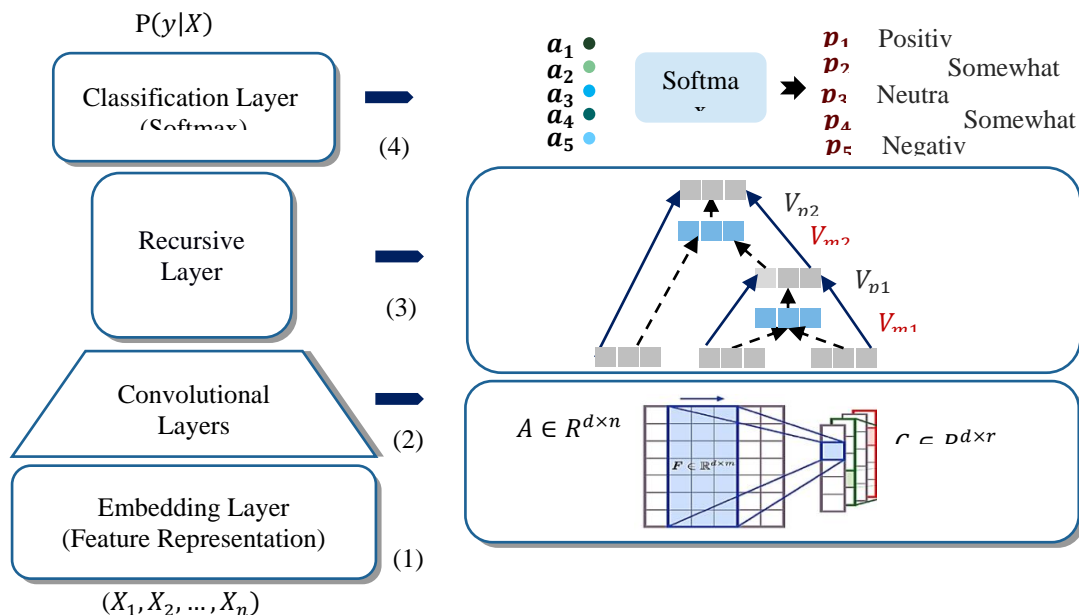 P(y|X)
Classification Layer
(Softmax)
(4)
Recursive
Layer
(3)
Convolutional
Layers
(2)
Embedding Layer
(Feature Representation)
(1)
(X₁, X₂, …, Xₙ)
a₁
a₂
a₃
a₄
a₅
Softma
p₁ Positiv
p₂ Somewhat
p₃ Neutra
p₄ Somewhat
p₅ Negativ
Vₚ₂
Vₘ₂
Vₚ₁
Vₘ₁
A ∈ R^{d×n}
F ∈ ℝ^{d×m}
C ∈ R^{d×r}